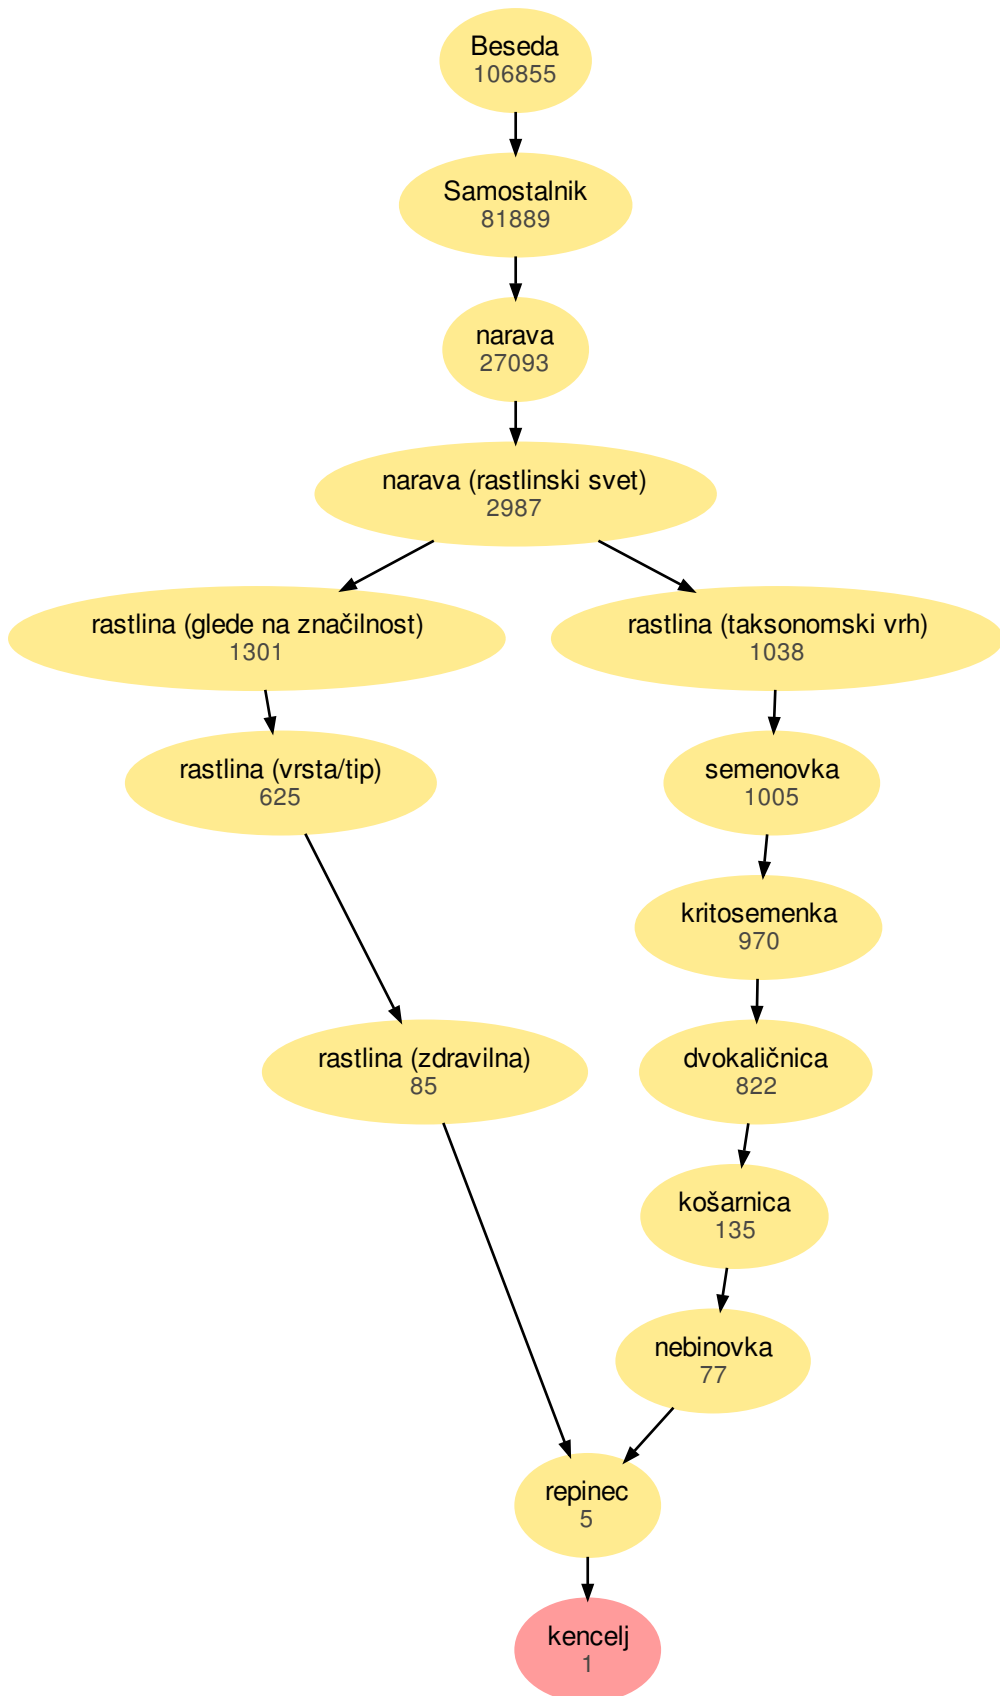 Beseda
106855
Samostalnik
81889
narava
27093
narava (rastlinski svet)
2987
rastlina (glede na značilnost)
1301
rastlina (taksonomski vrh)
1038
rastlina (vrsta/tip)
625
semenovka
1005
kritosemenka
970
rastlina (zdravilna)
85
dvokaličnica
822
košarnica
135
nebinovka
77
repinec
5
kencelj
1